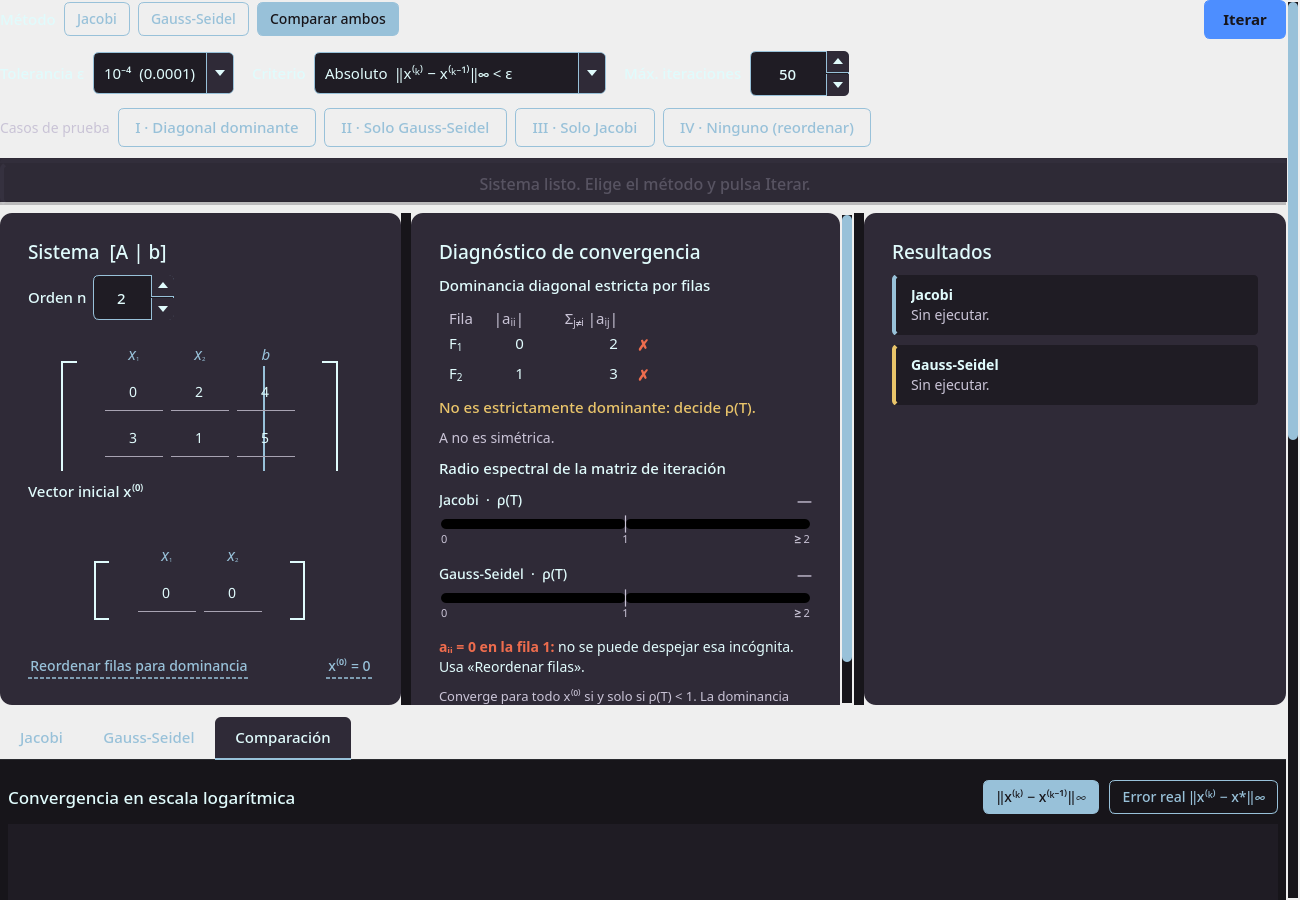 Método
Jacobi
Gauss-Seidel
Comparar ambos
Iterar
Tolerancia ε
10⁻⁴ (0.0001)
Criterio
Absoluto ‖x⁽ᵏ⁾ − x⁽ᵏ⁻¹⁾‖∞ < ε
Máx. iteraciones
50
Casos de prueba
I · Diagonal dominante
II · Solo Gauss-Seidel
III · Solo Jacobi
IV · Ninguno (reordenar)
Sistema listo. Elige el método y pulsa Iterar.
Sistema [A | b]
Orden n
2
x₁ x₂ b
0 2 4
3 1 5
Vector inicial x⁽⁰⁾
x₁ x₂
0 0
Reordenar filas para dominancia
x⁽⁰⁾ = 0
Diagnóstico de convergencia
Dominancia diagonal estricta por filas
Fila |aᵢᵢ| Σj≠i |aij|
F₁ 0 2 ✗
F₂ 1 3 ✗
No es estrictamente dominante: decide ρ(T).
A no es simétrica.
Radio espectral de la matriz de iteración
Jacobi · ρ(T) —
0 1 ≥ 2
Gauss-Seidel · ρ(T) —
0 1 ≥ 2
aᵢᵢ = 0 en la fila 1: no se puede despejar esa incógnita.
Usa «Reordenar filas».
Converge para todo x⁽⁰⁾ si y solo si ρ(T) < 1. La dominancia
Resultados
Jacobi
Sin ejecutar.
Gauss-Seidel
Sin ejecutar.
Jacobi
Gauss-Seidel
Comparación
Convergencia en escala logarítmica
‖x⁽ᵏ⁾ − x⁽ᵏ⁻¹⁾‖∞
Error real ‖x⁽ᵏ⁾ − x*‖∞